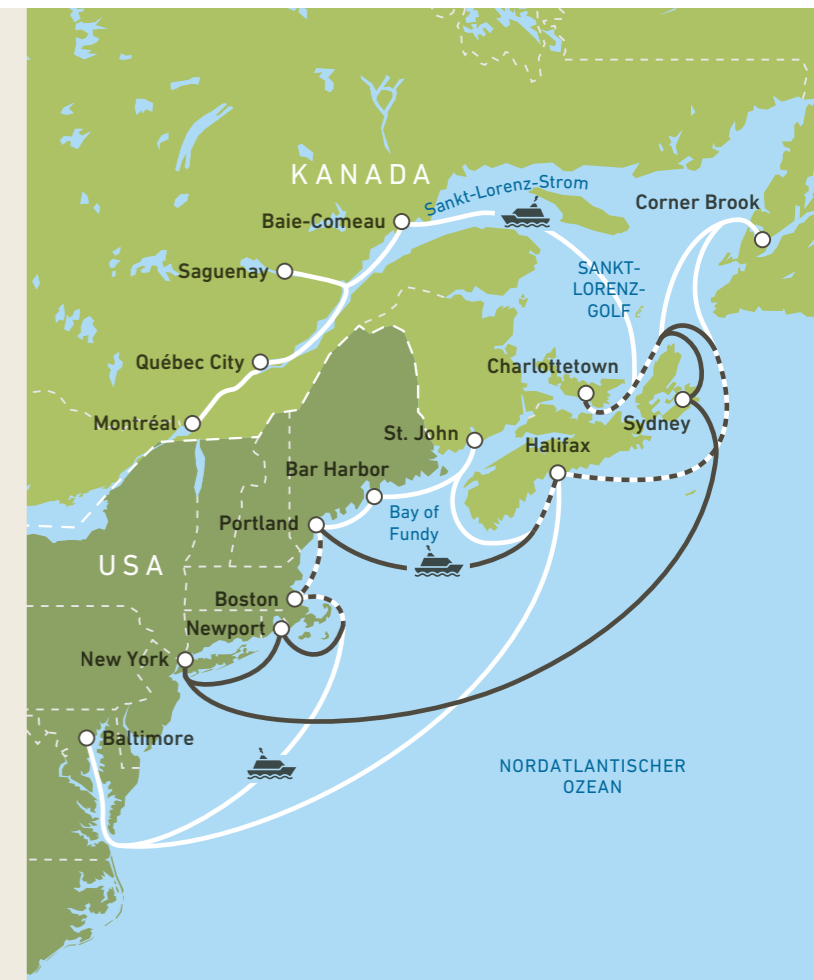 KANADA
Sankt-Lorenz-Strom
Corner Brook
Baie-Comeau
Saguenay
SANKT-
LORENZ-
GOLF
Québec City
Charlottetown
Montréal
St. John
Sydney
Halifax
Bar Harbor
Bay of
Fundy
Portland
USA
Boston
Newport
New York
Baltimore
NORDATLANTISCHER
OZEAN